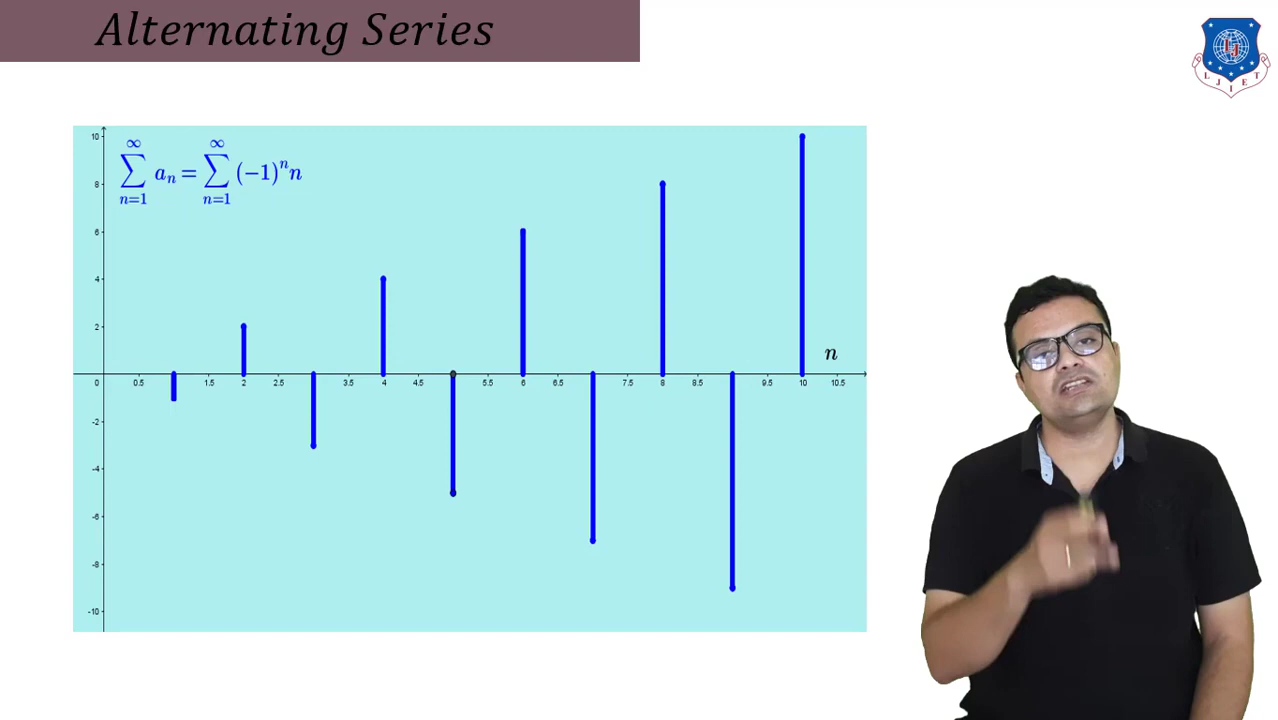 Alternating Series
L J I E T
∞ ∞
∑ aₙ = ∑ (−1)ⁿn
n=1 n=1
10
8
6
4
2
n
0 0.5 1.5 2 2.5 3.5 4 4.5 5.5 6 6.5 7.5 8 8.5 9.5 10 10.5
-2
-4
-6
-8
-10